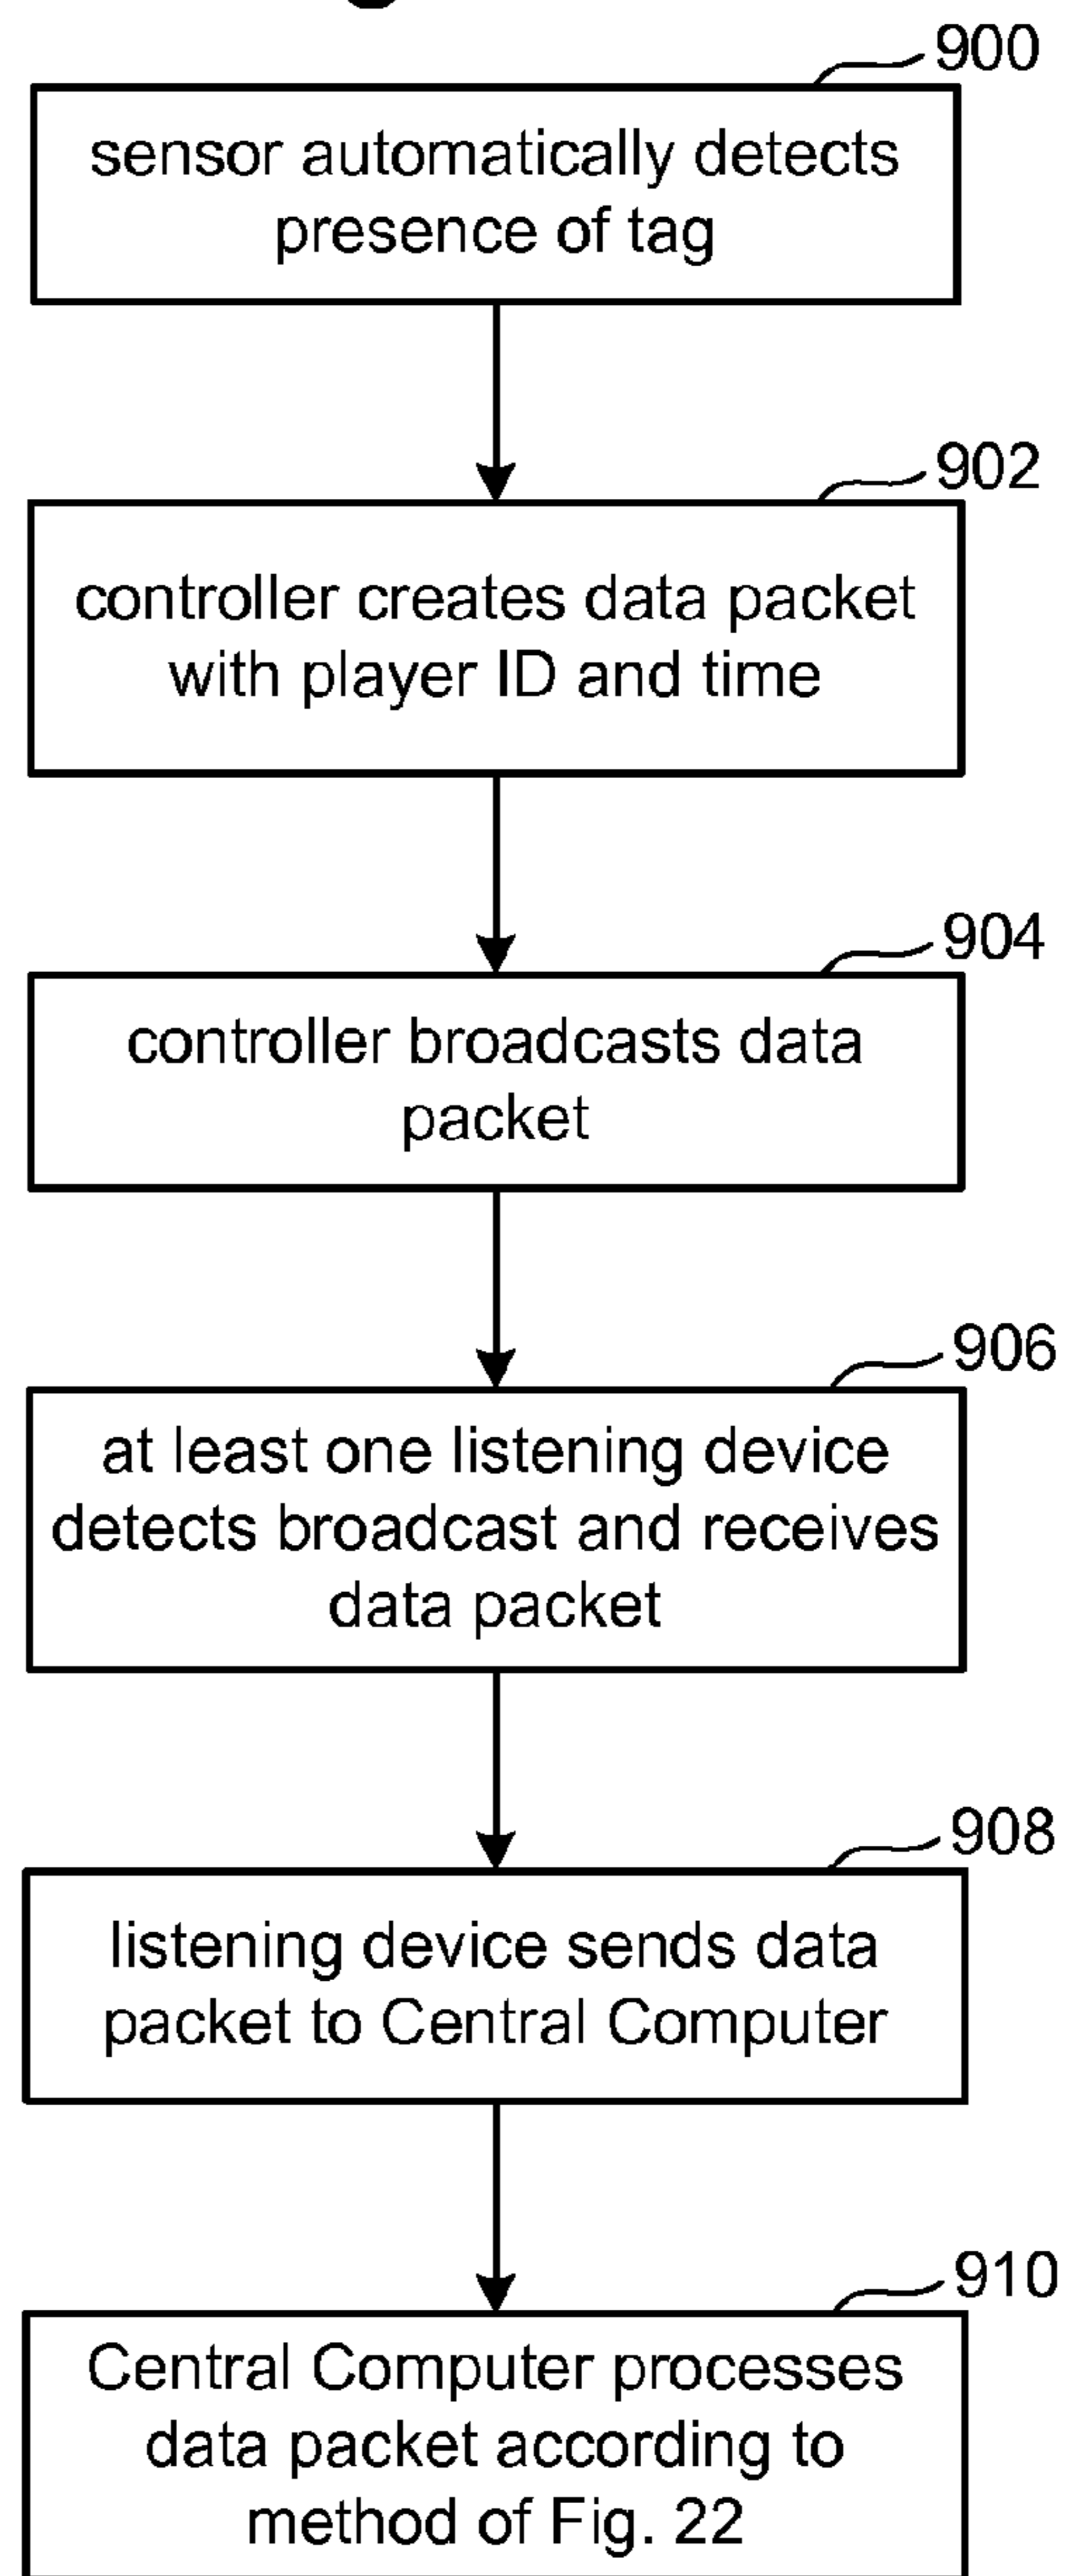 900
sensor automatically detects
presence of tag
902
controller creates data packet
with player ID and time
904
controller broadcasts data
packet
906
at least one listening device
detects broadcast and receives
data packet
908
listening device sends data
packet to Central Computer
910
Central Computer processes
data packet according to
method of Fig. 22